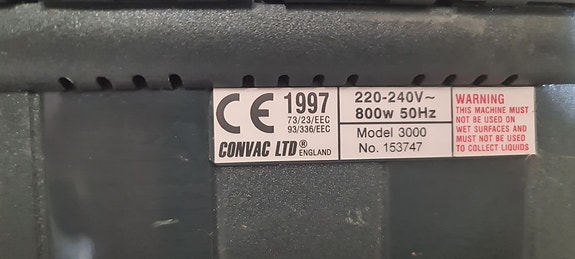 CE 1997
73/23/EEC
93/336/EEC
CONVAC LTD® ENGLAND
220-240V~
800w 50Hz
Model 3000
No. 153747
WARNING
THIS MACHINE MUST
NOT BE USED ON
WET SURFACES AND
MUST NOT BE USED
TO COLLECT LIQUIDS